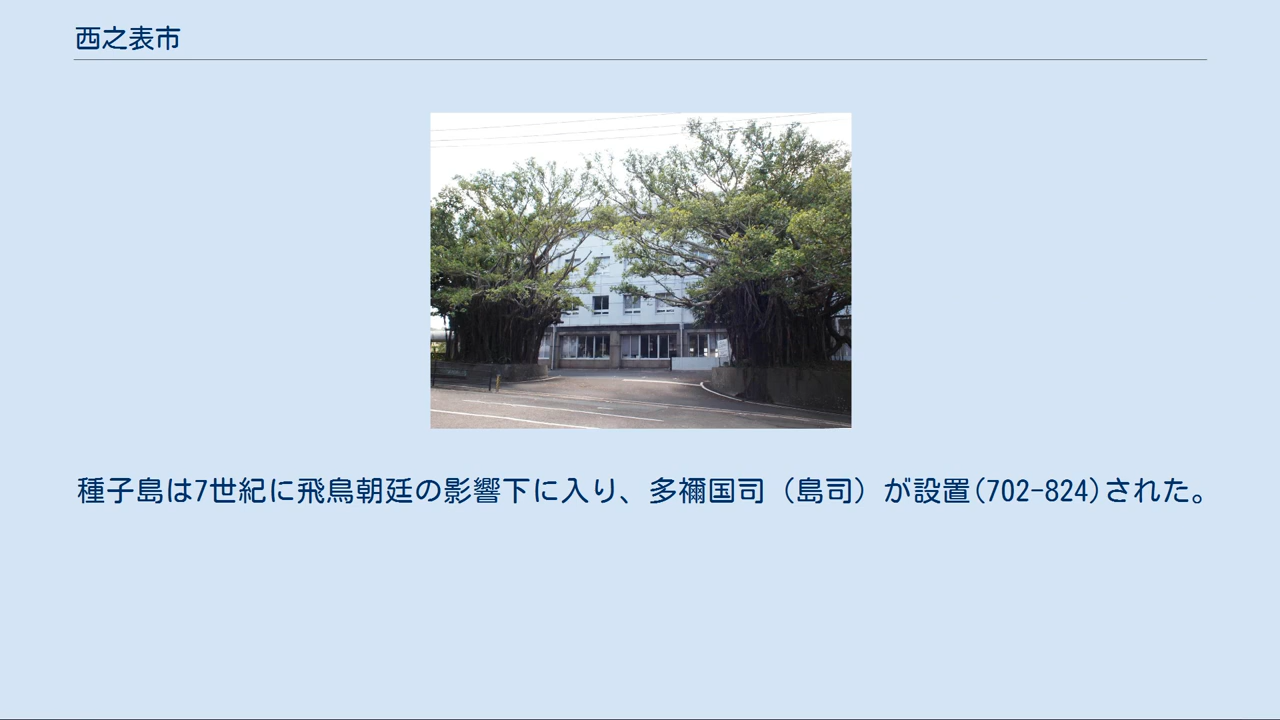 西之表市
種子島は7世紀に飛鳥朝廷の影響下に入り、多禰国司（島司）が設置(702-824)された。